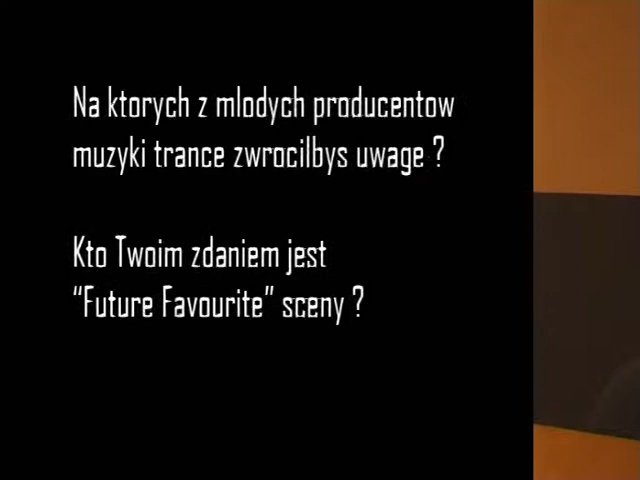 Na ktorych z mlodych producentow
muzyki trance zwrocilbys uwage ?
Kto Twoim zdaniem jest
“Future Favourite” sceny ?